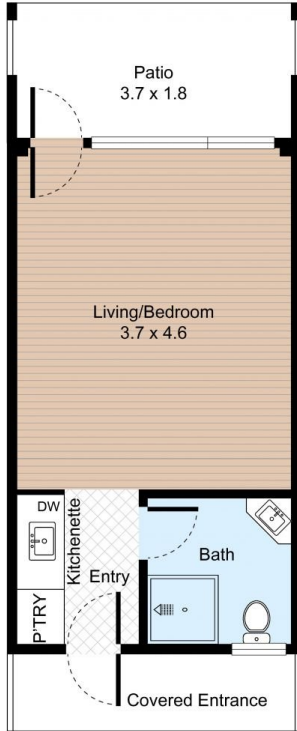 Patio
3.7 x 1.8
Living/Bedroom
3.7 x 4.6
DW
Kitchenette
Bath
Entry
P'TRY
Covered Entrance